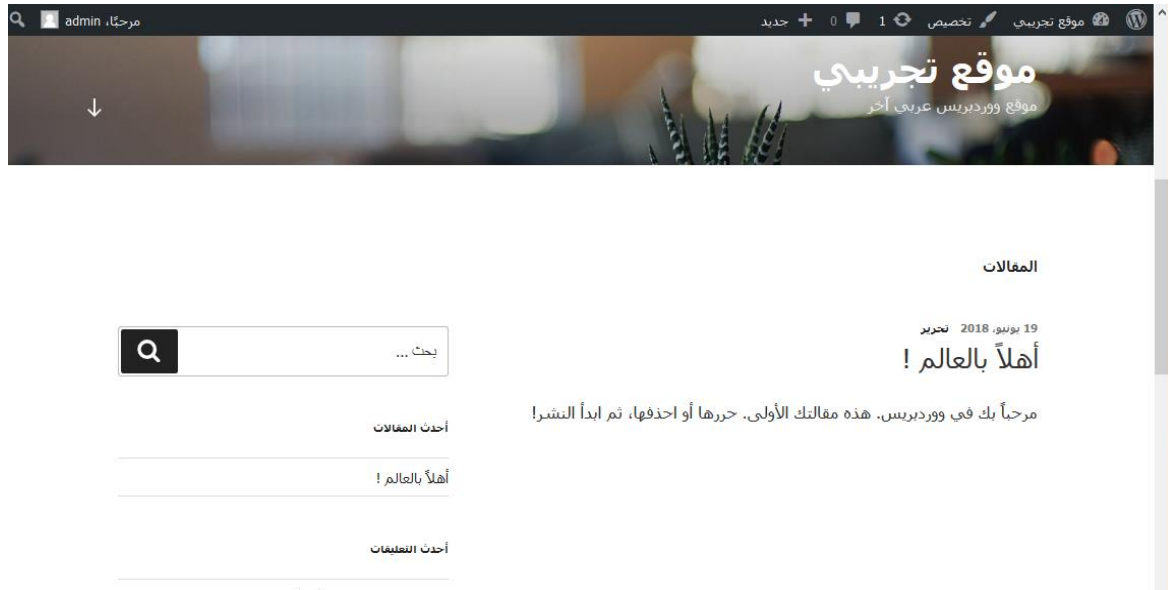 موقع تجريبي تخصيص 1 0 جديد مرحبًا، admin
موقع تجريبي
موقع ووردبريس عربي آخر
المقالات
19 يونيو، 2018 تحرير
أهلاً بالعالم !
مرحباً بك في ووردبريس. هذه مقالتك الأولى. حررها أو احذفها، ثم ابدأ النشر!
بحث ...
أحدث المقالات
أهلاً بالعالم !
أحدث التعليقات